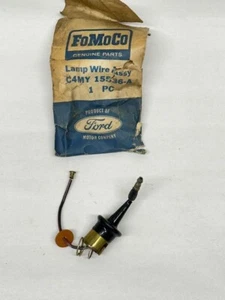 FoMoCo
GENUINE PARTS
Lamp Wire Assy
C4MY 15536-A
1 PC
PRODUCT OF
Ford
MOTOR COMPANY